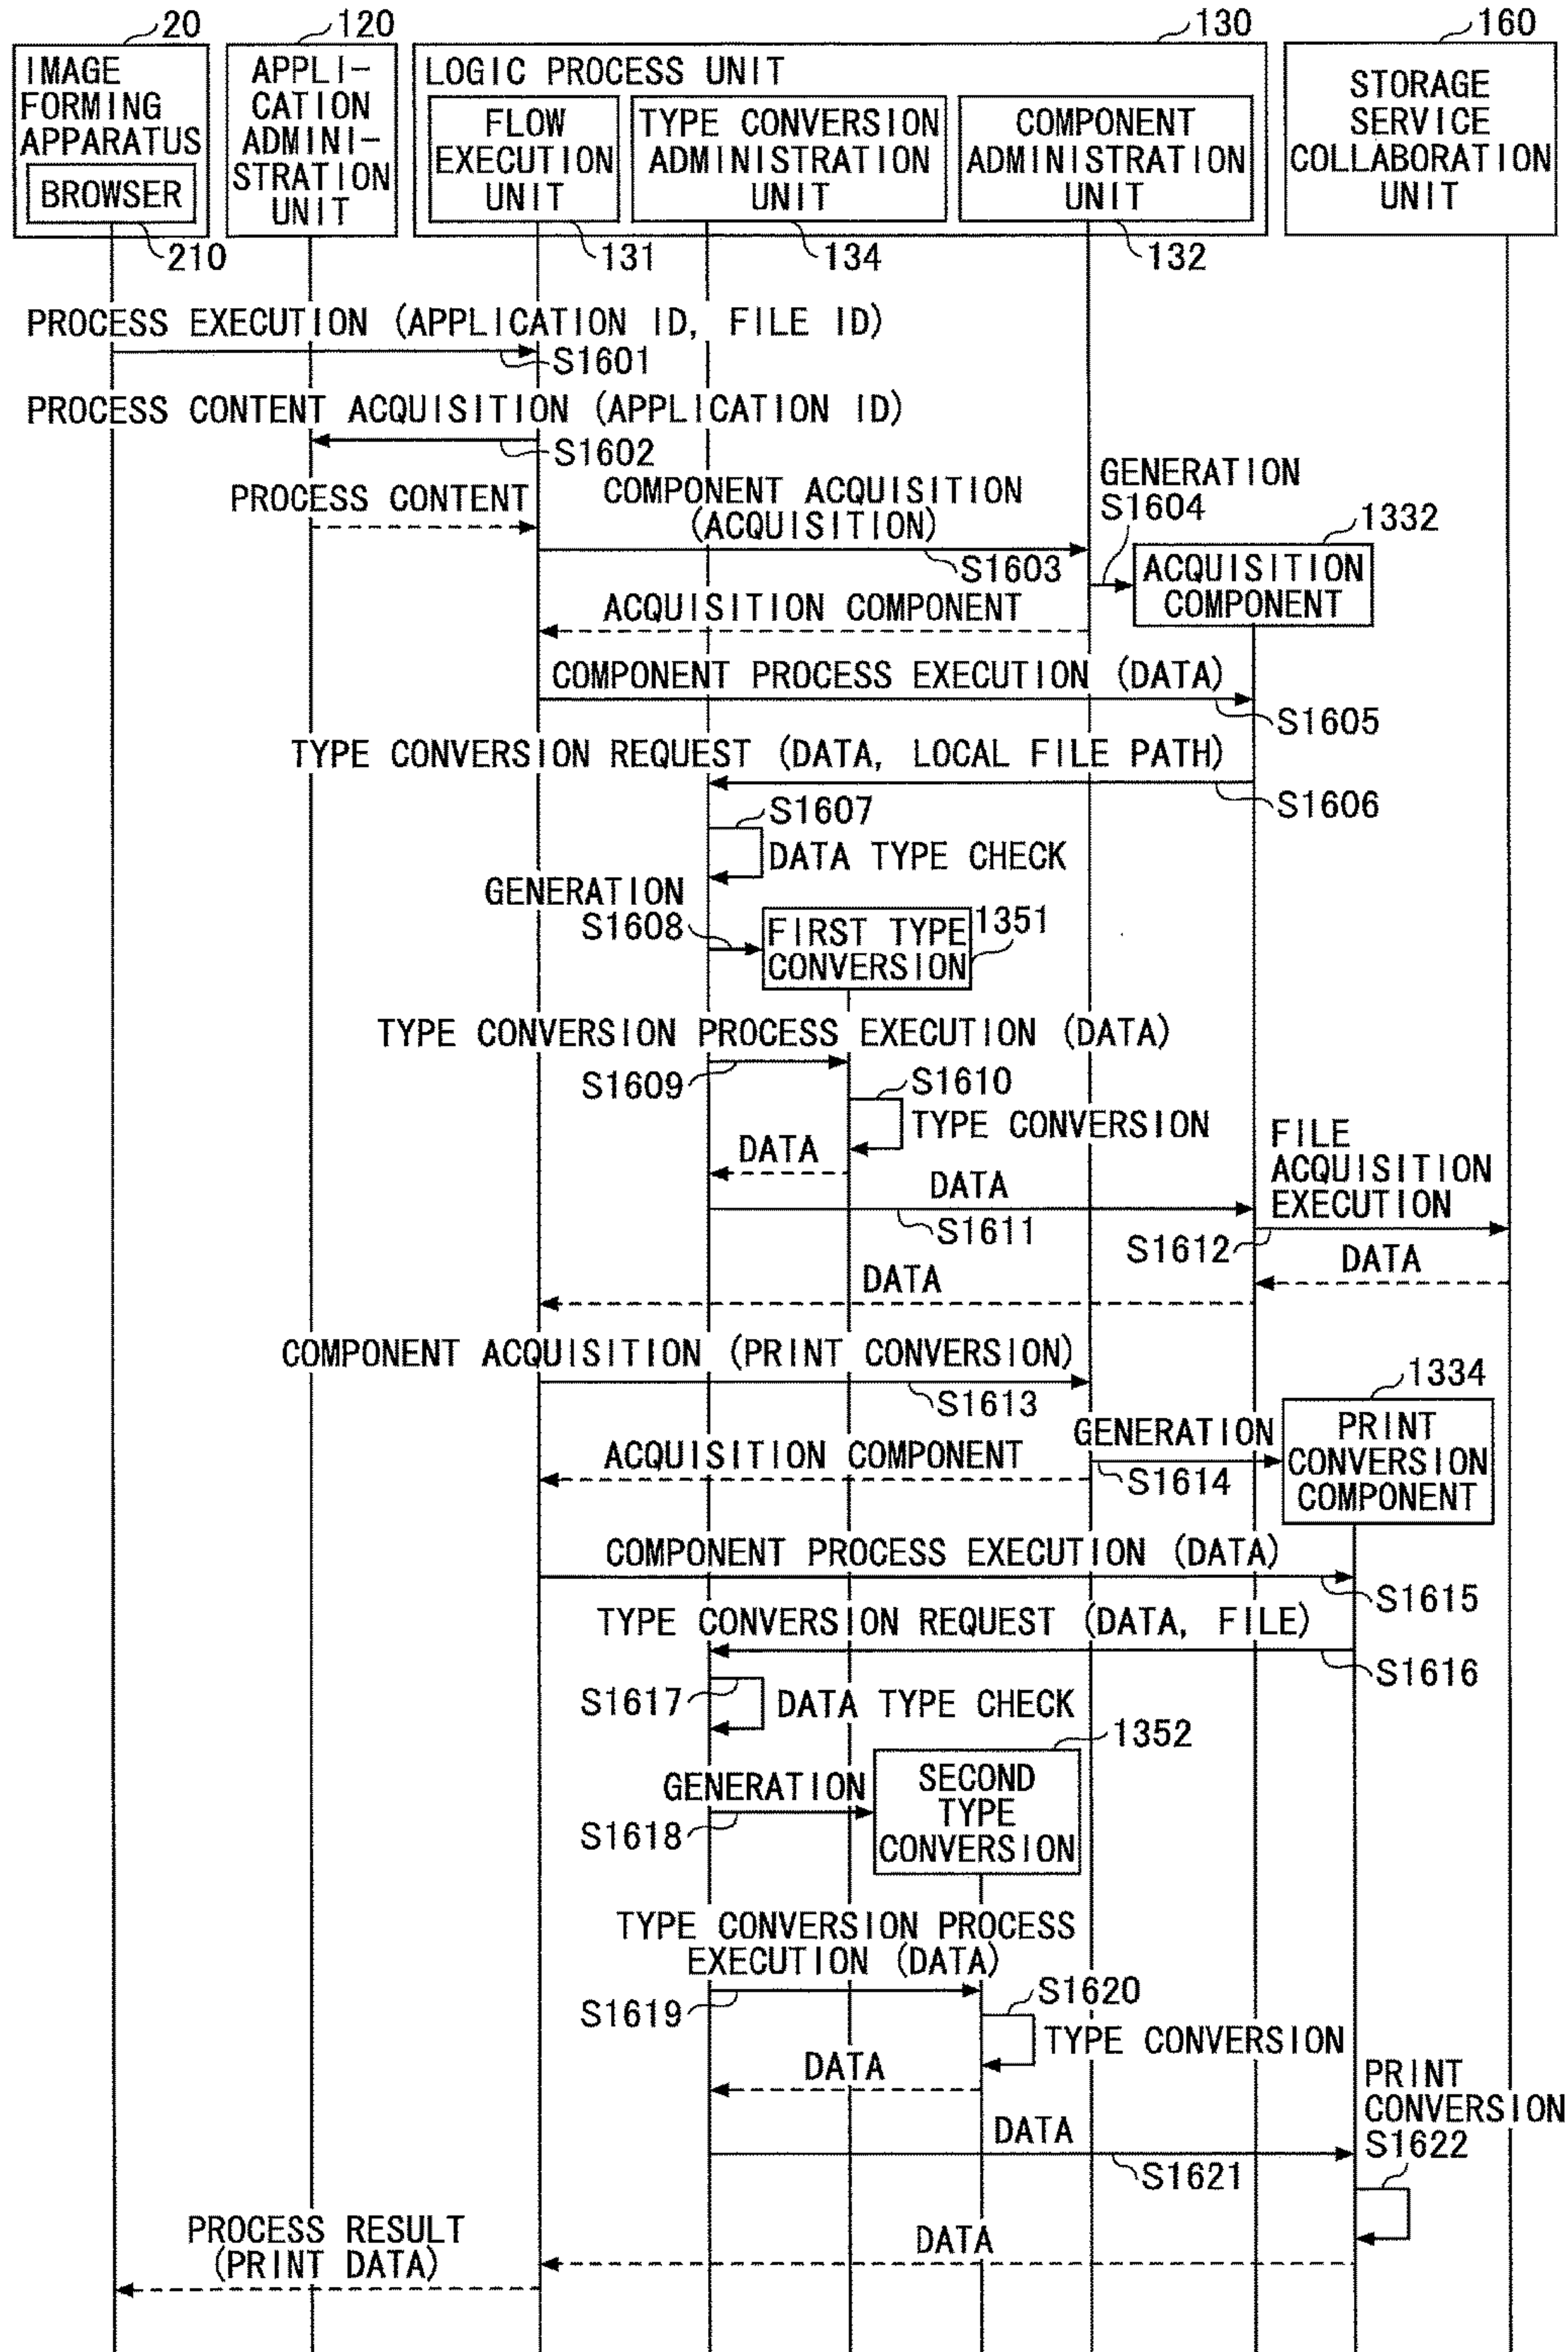 20
120
130
160
IMAGE
FORMING
APPARATUS
BROWSER
210
APPLI-
CATION
ADMINI-
STRATION
UNIT
LOGIC PROCESS UNIT
FLOW
EXECUTION
UNIT
131
TYPE CONVERSION
ADMINISTRATION
UNIT
134
COMPONENT
ADMINISTRATION
UNIT
132
STORAGE
SERVICE
COLLABORATION
UNIT
PROCESS EXECUTION (APPLICATION ID, FILE ID)
S1601
PROCESS CONTENT ACQUISITION (APPLICATION ID)
S1602
PROCESS CONTENT
COMPONENT ACQUISITION
(ACQUISITION)
S1603
GENERATION
S1604
1332
ACQUISITION
COMPONENT
ACQUISITION COMPONENT
COMPONENT PROCESS EXECUTION (DATA)
S1605
TYPE CONVERSION REQUEST (DATA, LOCAL FILE PATH)
S1606
S1607
DATA TYPE CHECK
GENERATION
S1608
FIRST TYPE
CONVERSION
1351
TYPE CONVERSION PROCESS EXECUTION (DATA)
S1609
S1610
TYPE CONVERSION
DATA
DATA
S1611
FILE
ACQUISITION
EXECUTION
S1612
DATA
DATA
COMPONENT ACQUISITION (PRINT CONVERSION)
S1613
1334
GENERATION
S1614
PRINT
CONVERSION
COMPONENT
ACQUISITION COMPONENT
COMPONENT PROCESS EXECUTION (DATA)
S1615
TYPE CONVERSION REQUEST (DATA, FILE)
S1616
S1617
DATA TYPE CHECK
1352
GENERATION
S1618
SECOND
TYPE
CONVERSION
TYPE CONVERSION PROCESS
EXECUTION (DATA)
S1619
S1620
TYPE CONVERSION
DATA
DATA
S1621
PRINT
CONVERSION
S1622
DATA
PROCESS RESULT
(PRINT DATA)